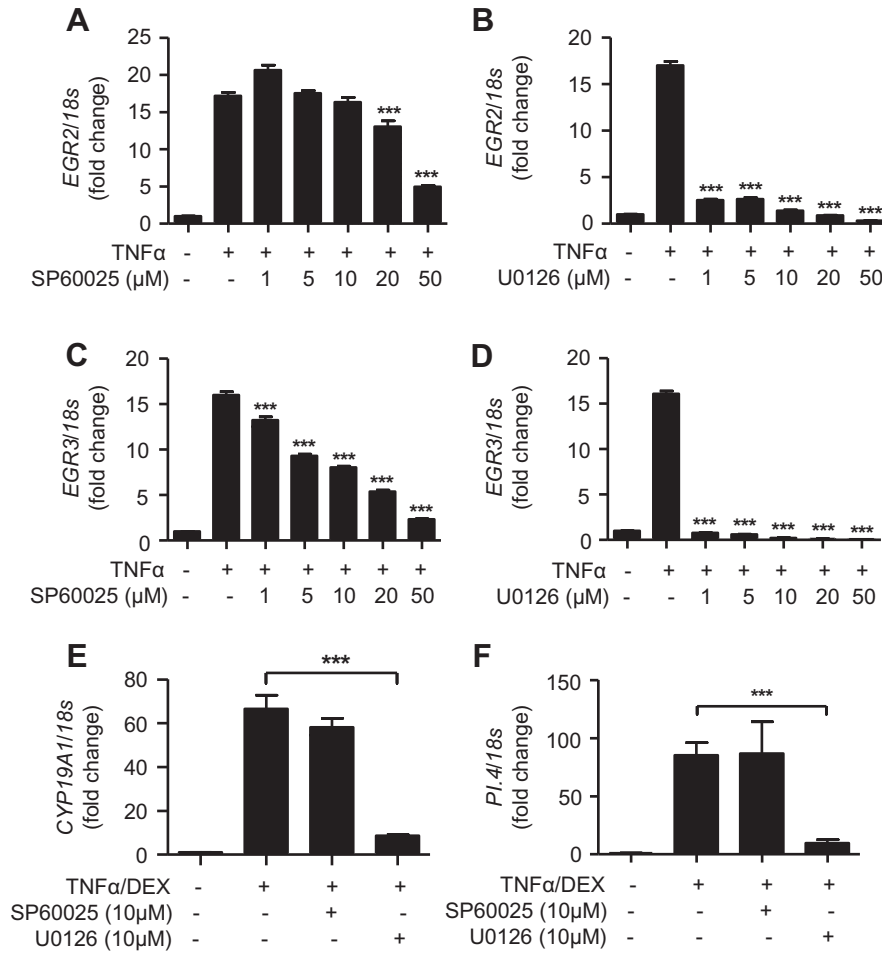 A
EGR2/18s
(fold change)
25
20
15
10
5
0
***
***
TNFα - + + + + + +
SP60025 (µM) - - 1 5 10 20 50
B
EGR2/18s
(fold change)
20
15
10
5
0
*** *** *** *** ***
TNFα - + + + + + +
U0126 (µM) - - 1 5 10 20 50
C
EGR3/18s
(fold change)
20
15
10
5
0
*** *** *** *** ***
TNFα - + + + + + +
SP60025 (µM) - - 1 5 10 20 50
D
EGR3/18s
(fold change)
20
15
10
5
0
*** *** *** *** ***
TNFα - + + + + + +
U0126 (µM) - - 1 5 10 20 50
E
CYP19A1/18s
(fold change)
80
60
40
20
0
***
TNFα/DEX - + + +
SP60025 (10µM) - - + -
U0126 (10µM) - - - +
F
PI.4/18s
(fold change)
150
100
50
0
***
TNFα/DEX - + + +
SP60025 (10µM) - - + -
U0126 (10µM) - - - +